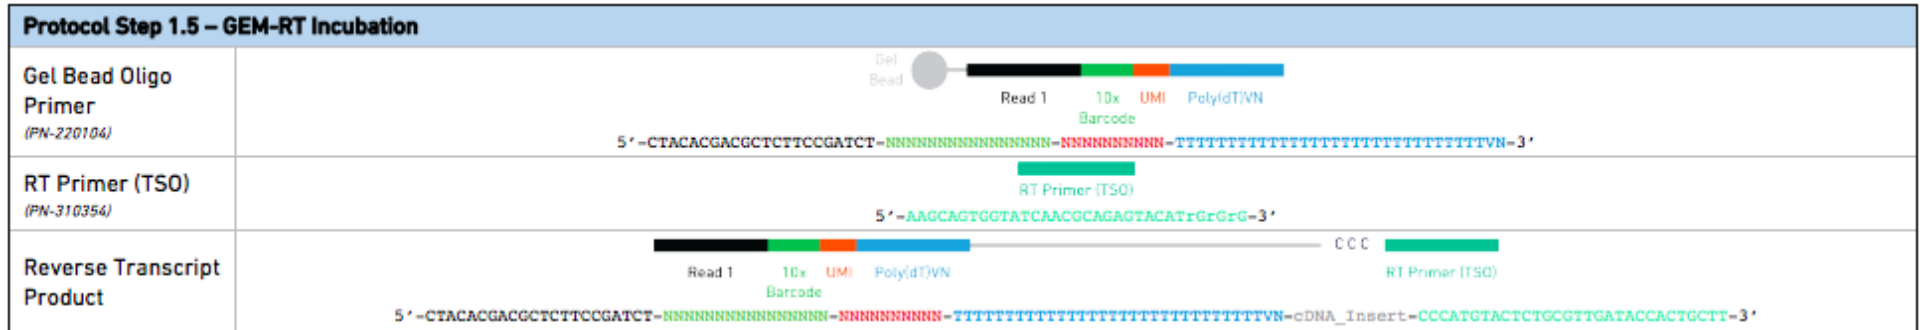 Protocol Step 1.5 – GEM-RT Incubation
Gel Bead Oligo
Primer
(PN-220104)
Gel
Bead
Read 1
10x
Barcode
UMI
Poly(dT)VN
5’-CTACACGACGCTCTTCCGATCT-NNNNNNNNNNNNNNNN-NNNNNNNNNN-TTTTTTTTTTTTTTTTTTTTTTTTTTTTTTVN-3’
RT Primer (TSO)
(PN-310354)
RT Primer (TSO)
5’-AAGCAGTGGTATCAACGCAGAGTACATrGrGrG-3’
Reverse Transcript
Product
CCC
Read 1
10x
Barcode
UMI
Poly(dT)VN
RT Primer (TSO)
5’-CTACACGACGCTCTTCCGATCT-NNNNNNNNNNNNNNNN-NNNNNNNNNN-TTTTTTTTTTTTTTTTTTTTTTTTTTTTTTVN-cDNA_Insert-CCCATGTACTCTGCGTTGATACCACTGCTT-3’